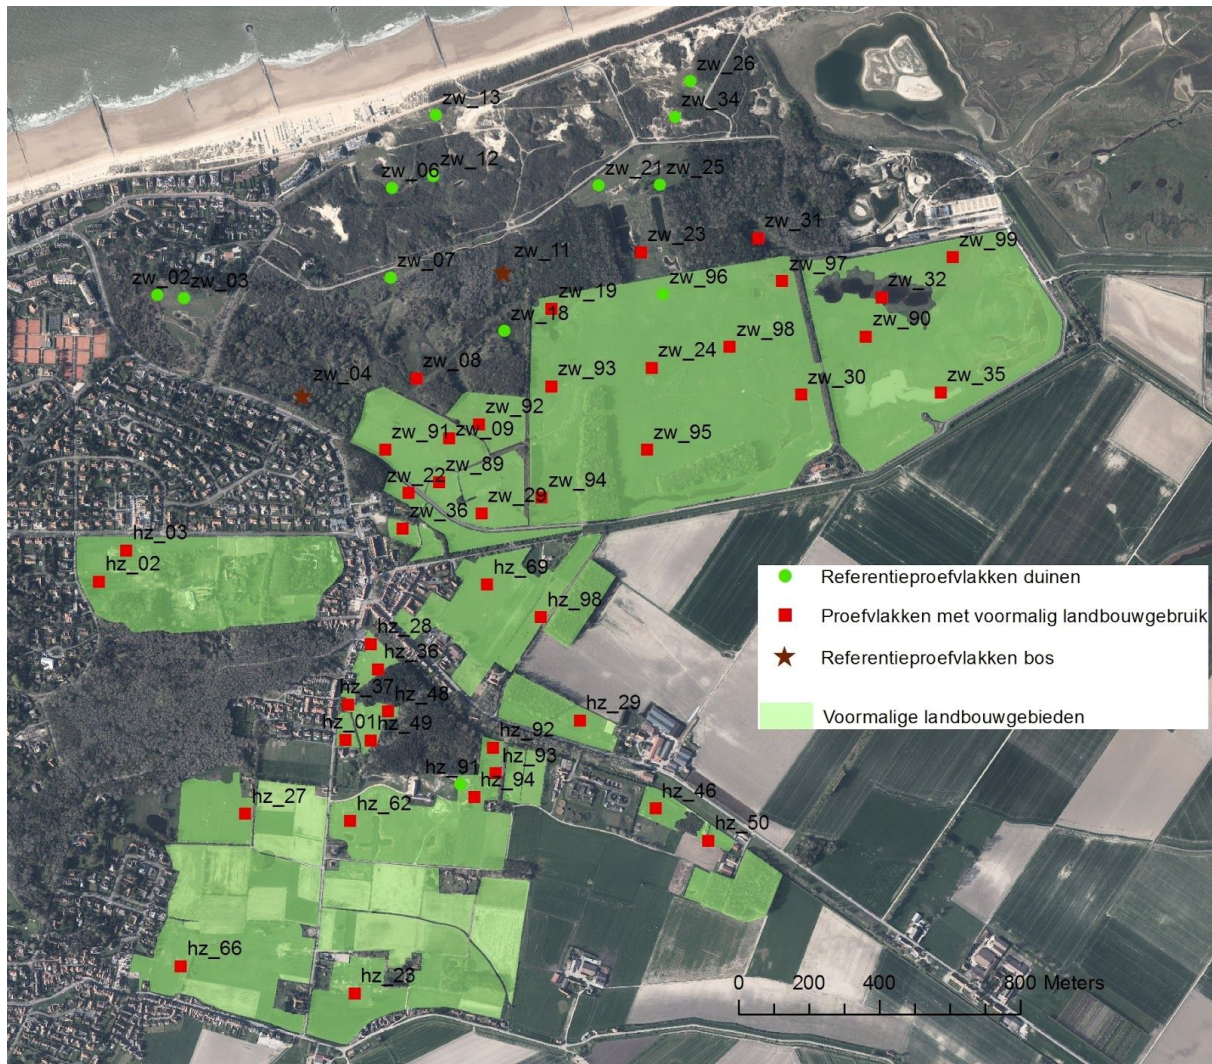 zw_26
zw_34
zw_13
zw_12
zw_06
zw_21
zw_25
zw_31
zw_23
zw_99
zw_11
zw_07
zw_02
zw_03
zw_96
zw_97
zw_32
zw_19
zw_18
zw_90
zw_98
zw_24
zw_08
zw_93
zw_04
zw_30
zw_35
zw_92
zw_91
zw_09
zw_95
zw_89
zw_22
zw_29
zw_94
zw_36
hz_03
hz_02
hz_69
hz_98
Referentieproefvlakken duinen
Proefvlakken met voormalig landbouwgebruik
Referentieproefvlakken bos
Voormalige landbouwgebieden
hz_28
hz_36
hz_37
hz_48
hz_01
hz_49
hz_29
hz_92
hz_93
hz_91
hz_94
hz_27
hz_62
hz_46
hz_50
hz_66
hz_23
0 200 400 800 Meters